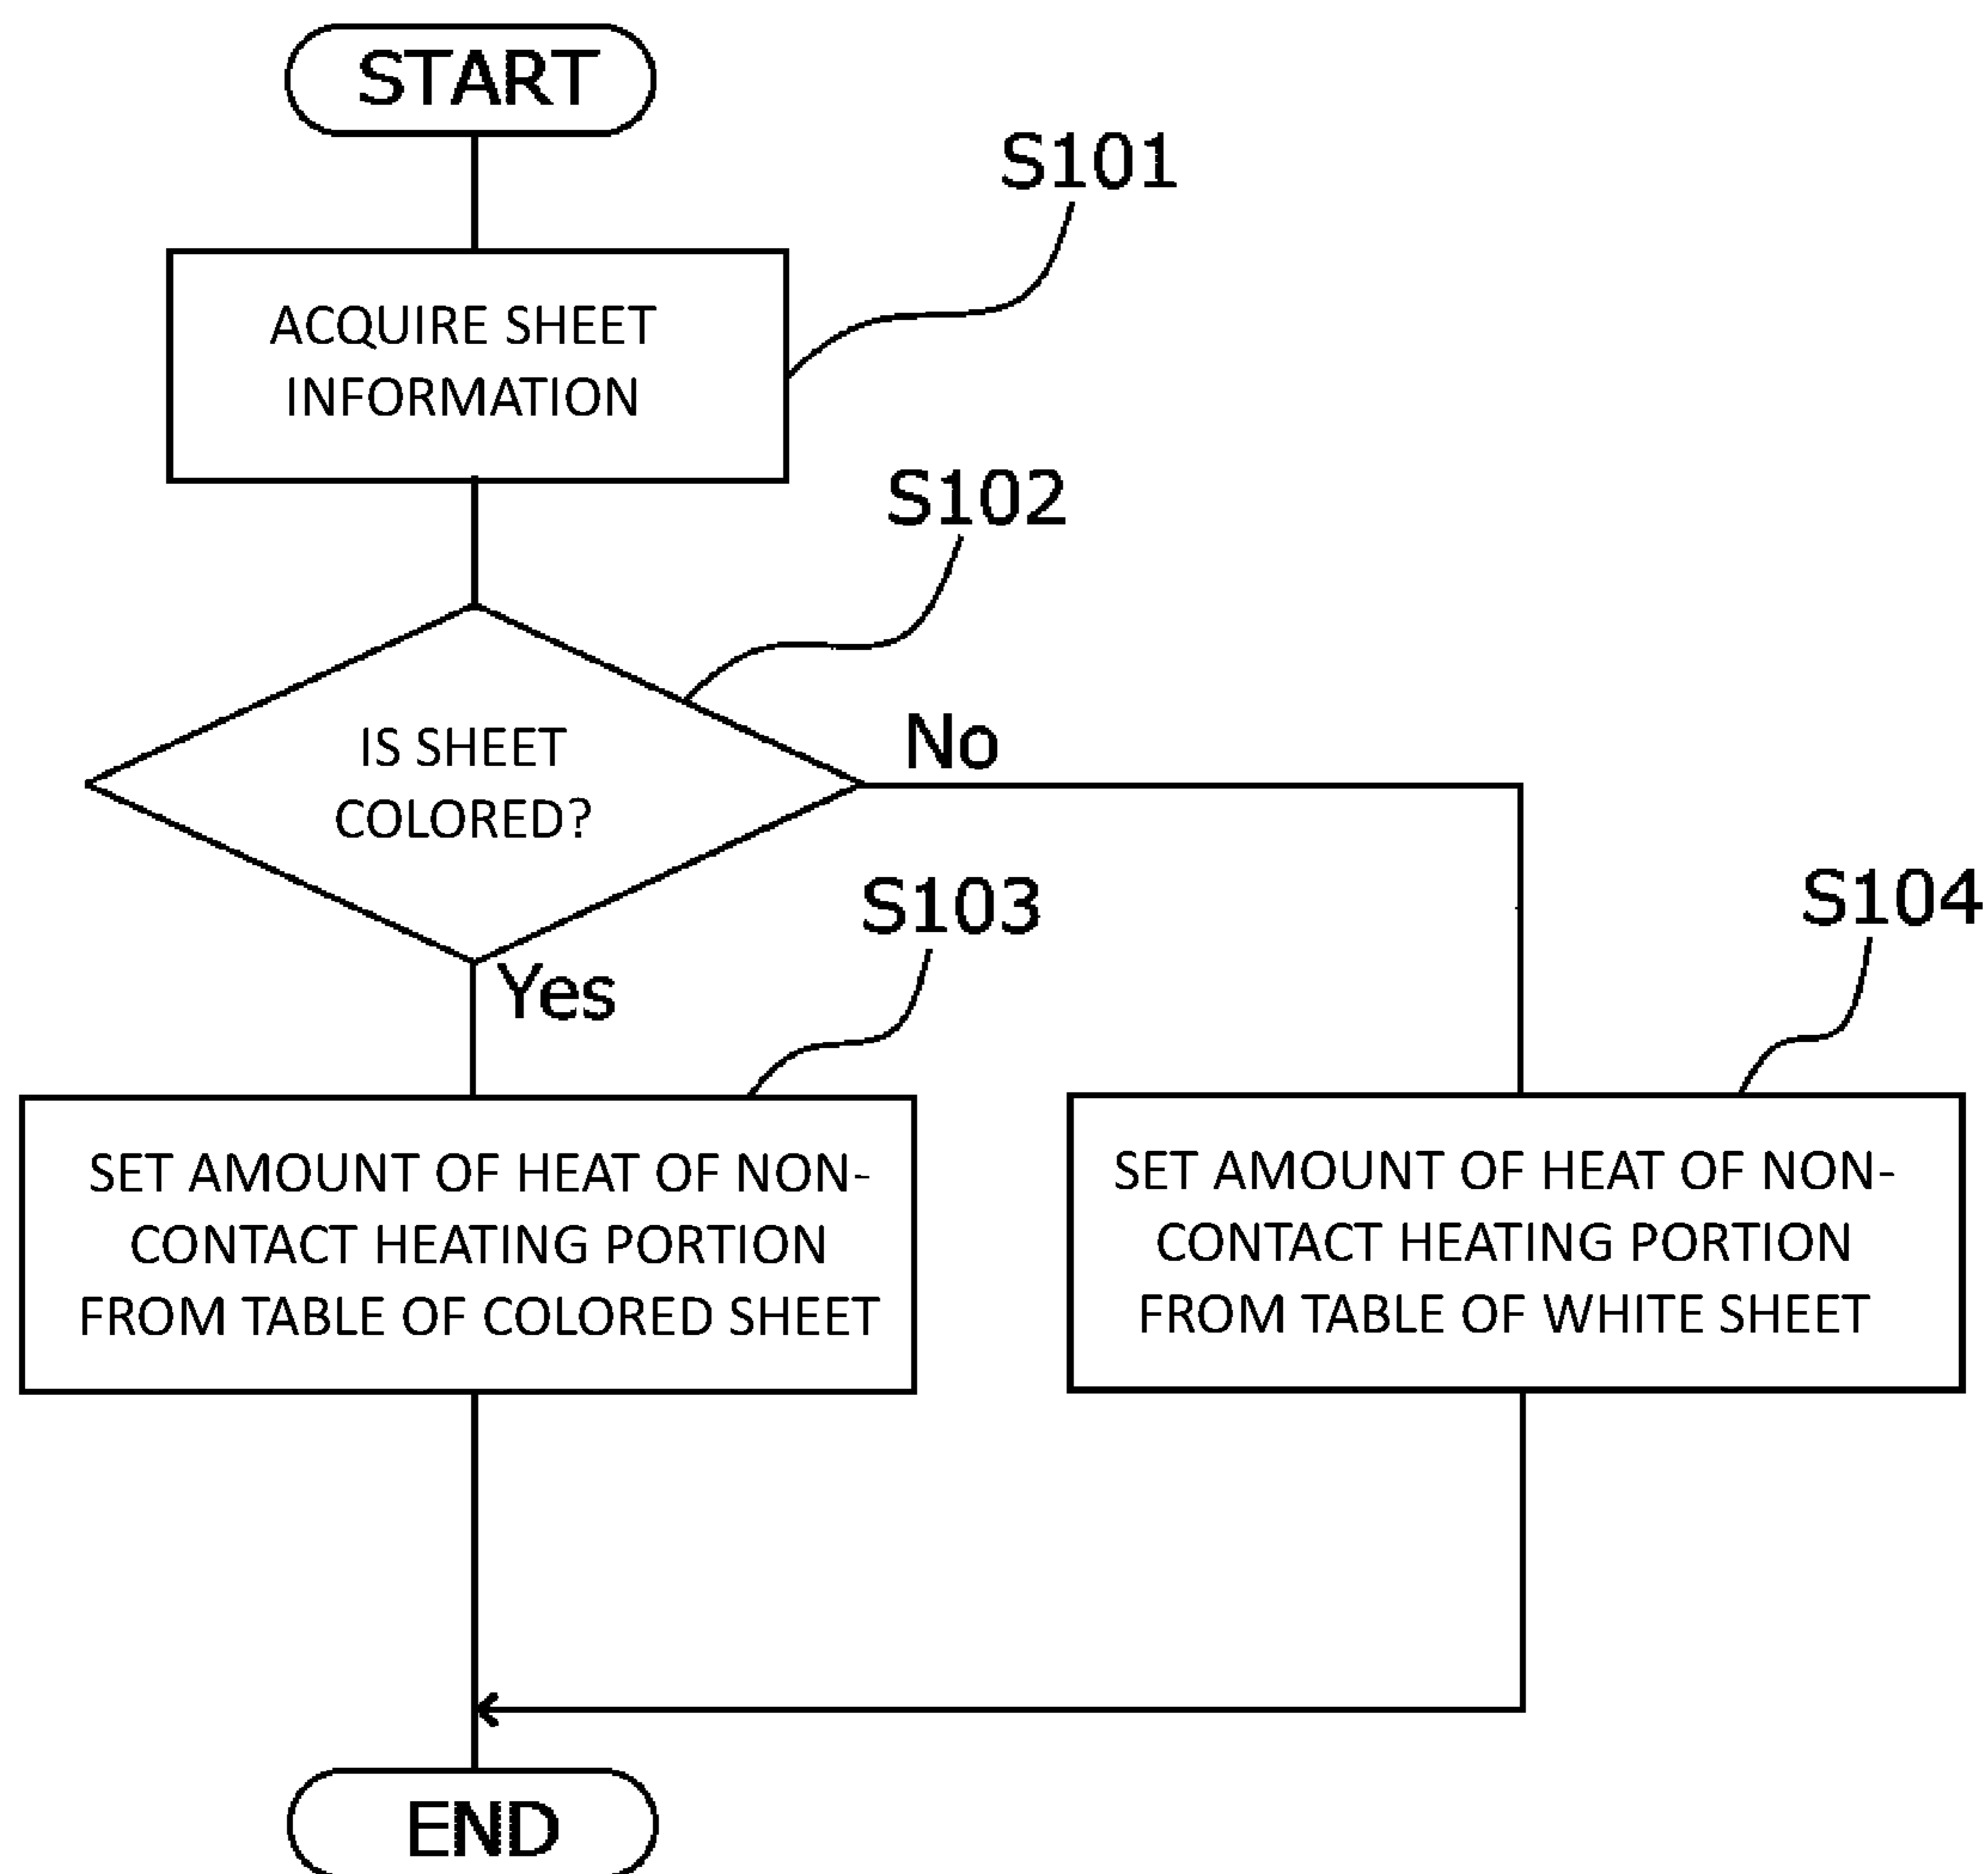 START
S101
ACQUIRE SHEET
INFORMATION
S102
IS SHEET
COLORED?
No
Yes
S103
S104
SET AMOUNT OF HEAT OF NON-
CONTACT HEATING PORTION
FROM TABLE OF COLORED SHEET
SET AMOUNT OF HEAT OF NON-
CONTACT HEATING PORTION
FROM TABLE OF WHITE SHEET
END